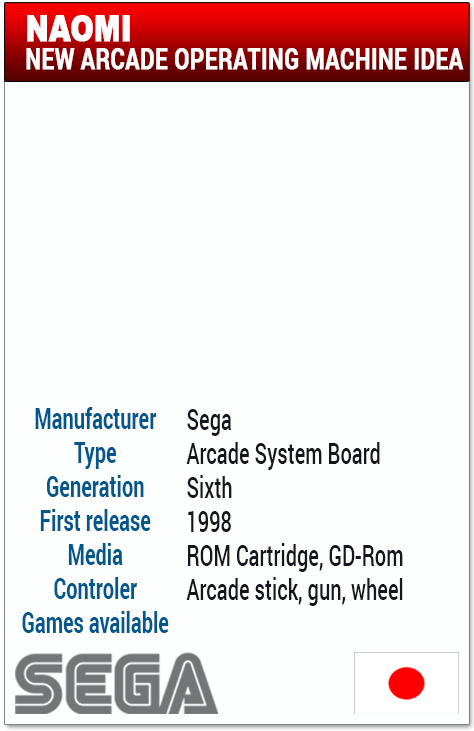 NAOMI
NEW ARCADE OPERATING MACHINE IDEA
Manufacturer Sega
Type Arcade System Board
Generation Sixth
First release 1998
Media ROM Cartridge, GD-Rom
Controler Arcade stick, gun, wheel
Games available
SEGA